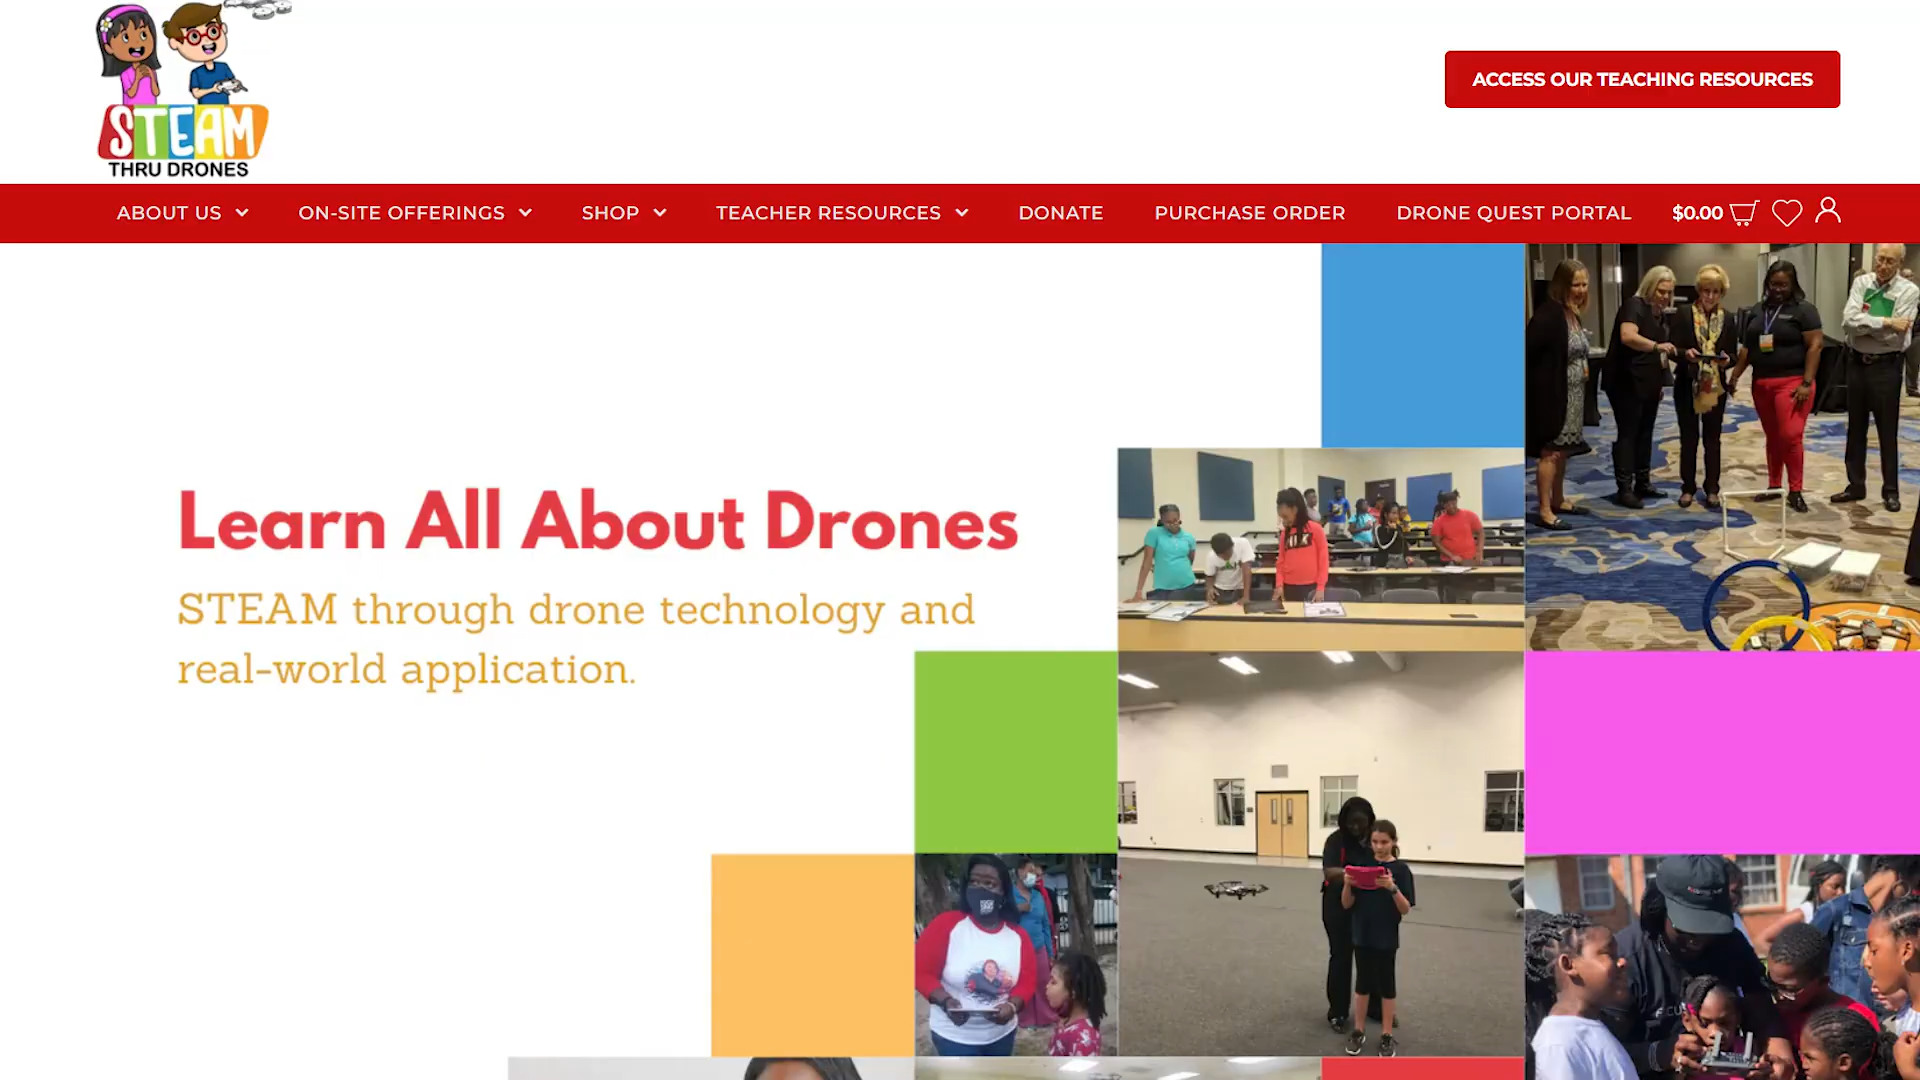 STEAM
THRU DRONES
ACCESS OUR TEACHING RESOURCES
ABOUT US
ON-SITE OFFERINGS
SHOP
TEACHER RESOURCES
DONATE
PURCHASE ORDER
DRONE QUEST PORTAL
$0.00
Learn All About Drones
STEAM through drone technology and
real-world application.